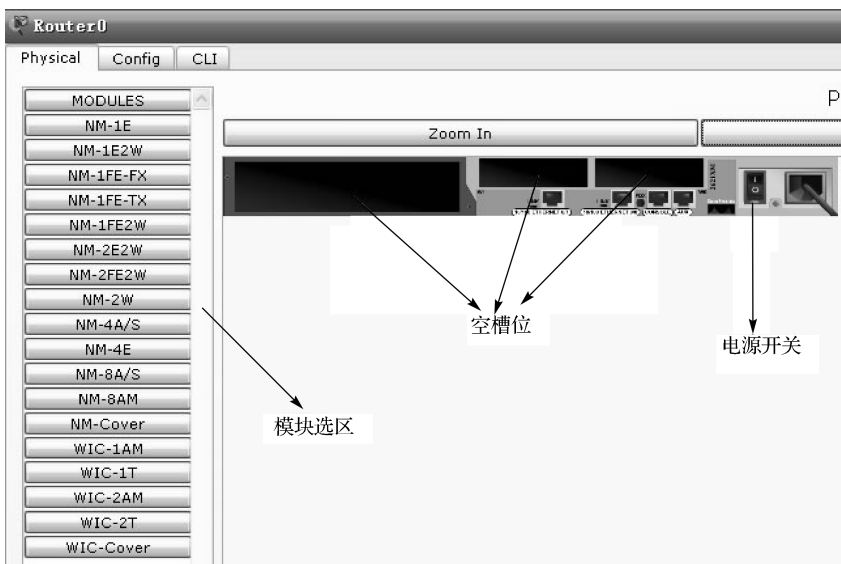 Router0
Physical Config CLI
MODULES
NM-1E
NM-1E2W
NM-1FE-FX
NM-1FE-TX
NM-1FE2W
NM-2E2W
NM-2FE2W
NM-2W
NM-4A/S
NM-4E
NM-8A/S
NM-8AM
NM-Cover
WIC-1AM
WIC-1T
WIC-2AM
WIC-2T
WIC-Cover
P
Zoom In
空槽位
电源开关
模块选区